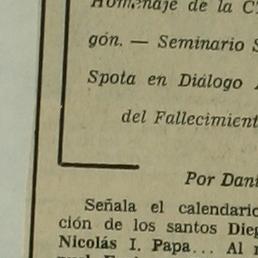 Homenaje de la
gón. — Seminario
Spota en Diálogo
del Fallecimient
Por Dani
Señala el calendario
ción de los santos Dieg
Nicolás I. Papa... Al